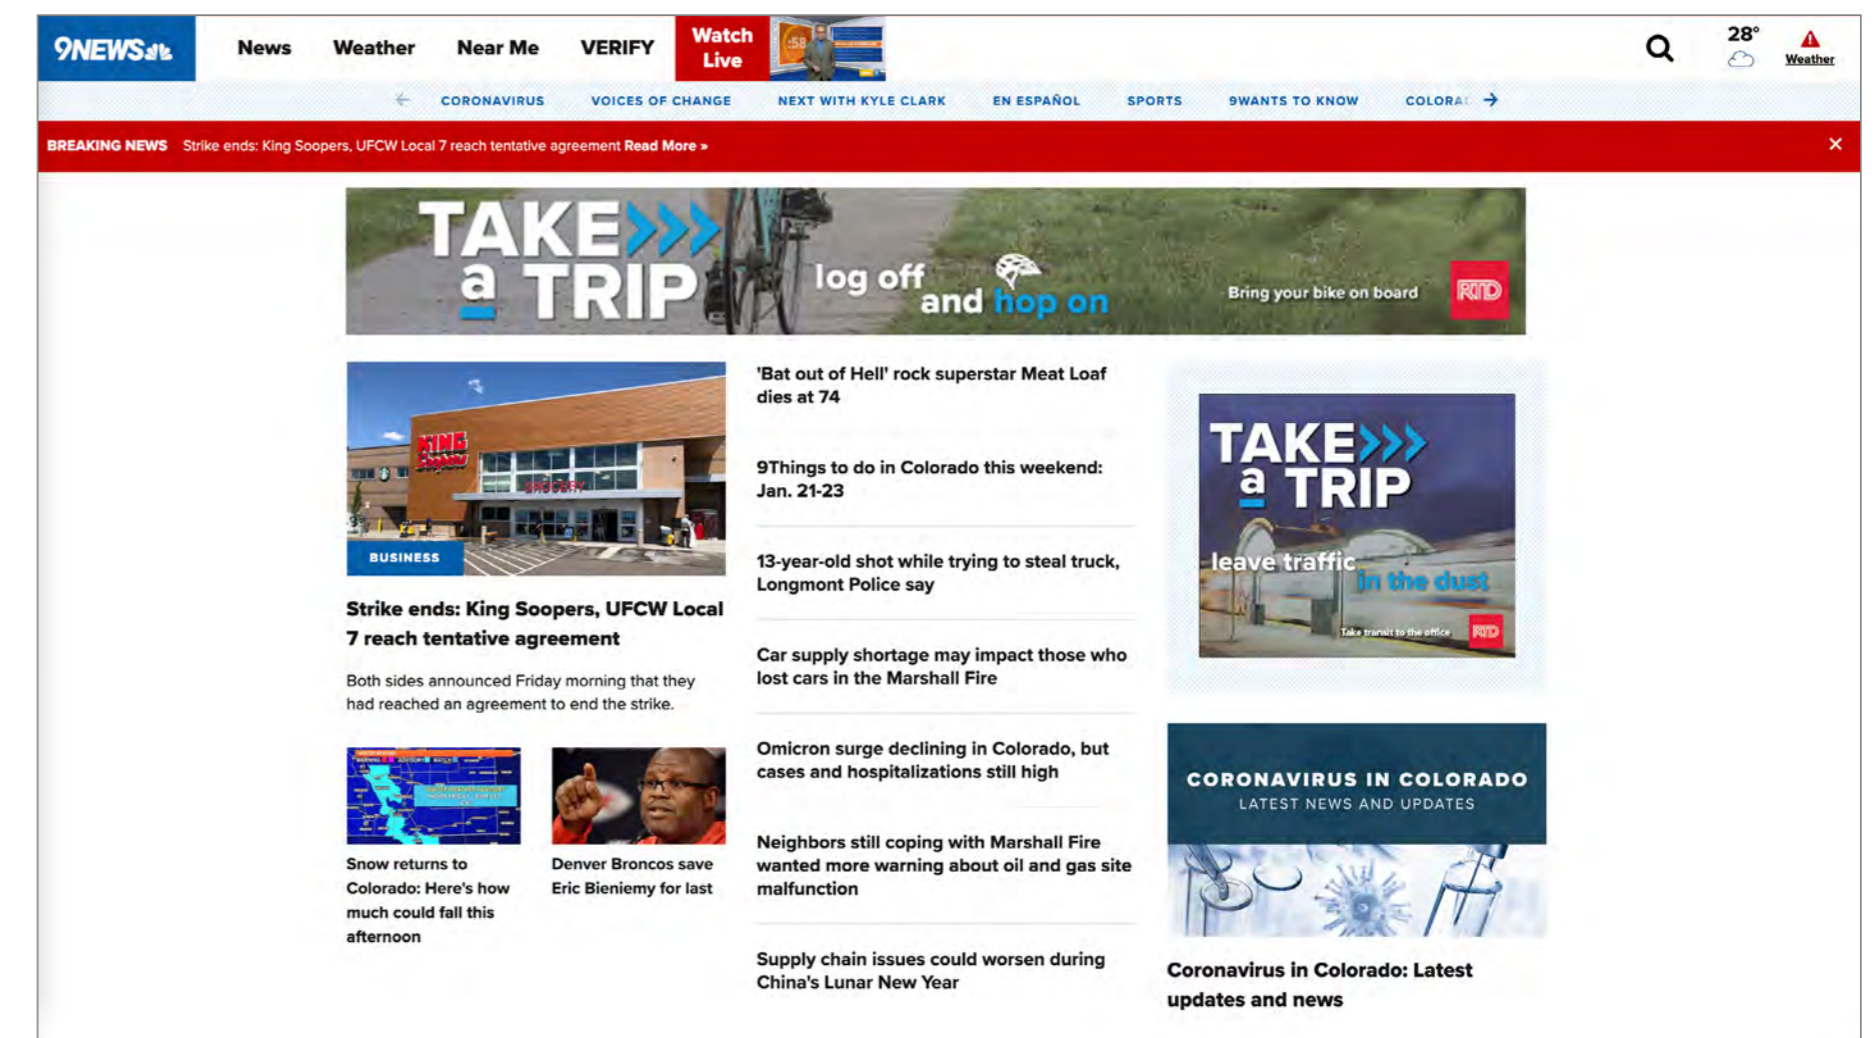 9NEWS
News
Weather
Near Me
VERIFY
Watch
Live
:58
28°
Weather
CORONAVIRUS
VOICES OF CHANGE
NEXT WITH KYLE CLARK
EN ESPAÑOL
SPORTS
9WANTS TO KNOW
COLORA
BREAKING NEWS Strike ends: King Soopers, UFCW Local 7 reach tentative agreement Read More »
TAKE
a TRIP
log off
and hop on
Bring your bike on board
RTD
KING
Soopers
GROCERY
BUSINESS
Strike ends: King Soopers, UFCW Local
7 reach tentative agreement
Both sides announced Friday morning that they
had reached an agreement to end the strike.
WARNING ADVISORY WATCH
Snow returns to
Colorado: Here's how
much could fall this
afternoon
Denver Broncos save
Eric Bieniemy for last
'Bat out of Hell' rock superstar Meat Loaf
dies at 74
9Things to do in Colorado this weekend:
Jan. 21-23
13-year-old shot while trying to steal truck,
Longmont Police say
Car supply shortage may impact those who
lost cars in the Marshall Fire
Omicron surge declining in Colorado, but
cases and hospitalizations still high
Neighbors still coping with Marshall Fire
wanted more warning about oil and gas site
malfunction
Supply chain issues could worsen during
China's Lunar New Year
TAKE
a TRIP
leave traffic
in the dust
Take transit to the office
RTD
CORONAVIRUS IN COLORADO
LATEST NEWS AND UPDATES
Coronavirus in Colorado: Latest
updates and news